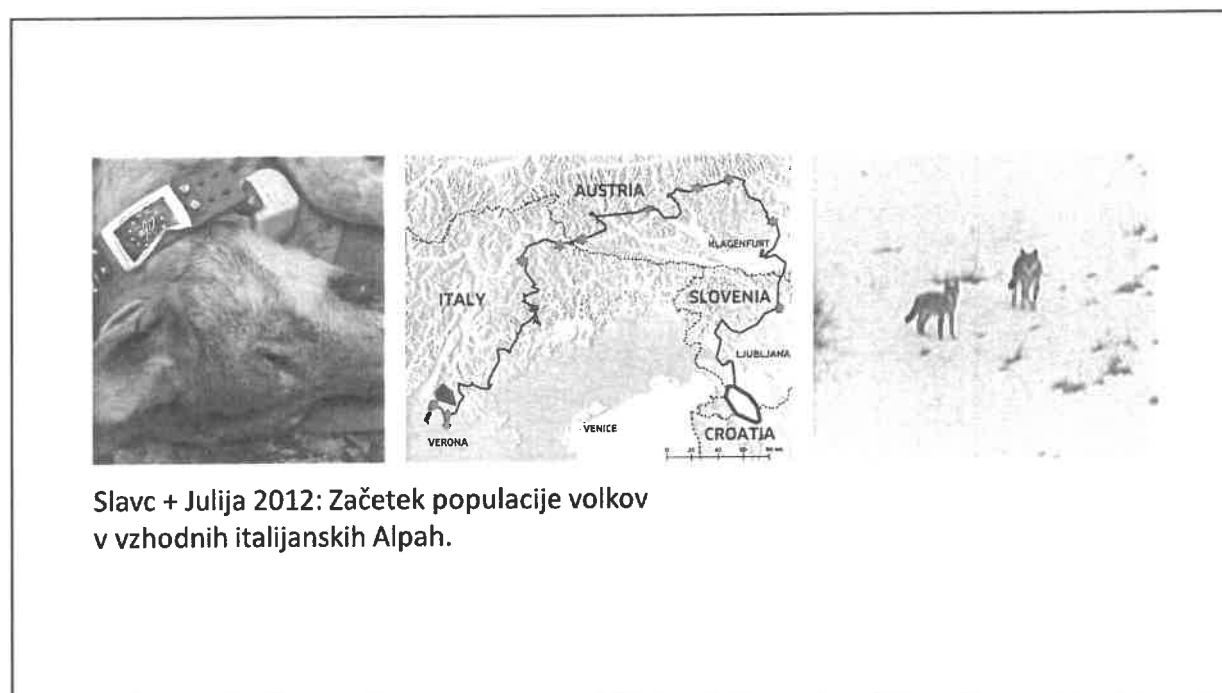 AUSTRIA
KLAGENFURT
ITALY
SLOVENIA
LJUBLJANA
VERONA
VENICE
CROATIA
Slavc + Julija 2012: Začetek populacije volkov
v vzhodnih italijanskih Alpah.